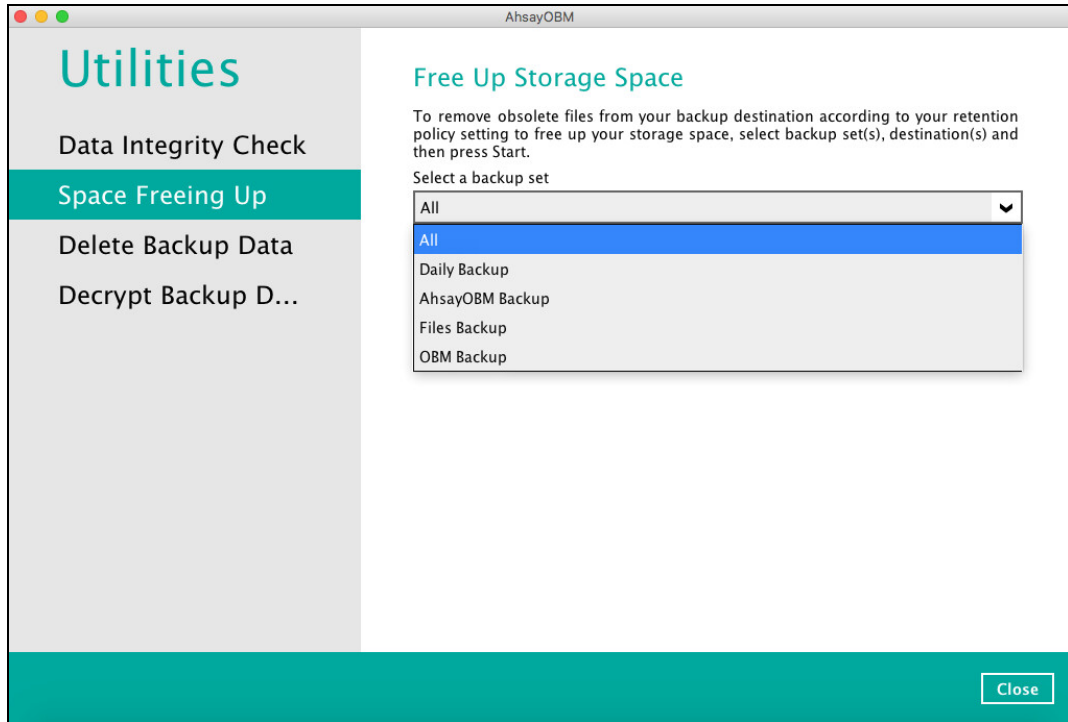 AhsayOBM
Utilities
Data Integrity Check
Space Freeing Up
Delete Backup Data
Decrypt Backup D...
Free Up Storage Space
To remove obsolete files from your backup destination according to your retention
policy setting to free up your storage space, select backup set(s), destination(s) and
then press Start.
Select a backup set
All
All
Daily Backup
AhsayOBM Backup
Files Backup
OBM Backup
Close